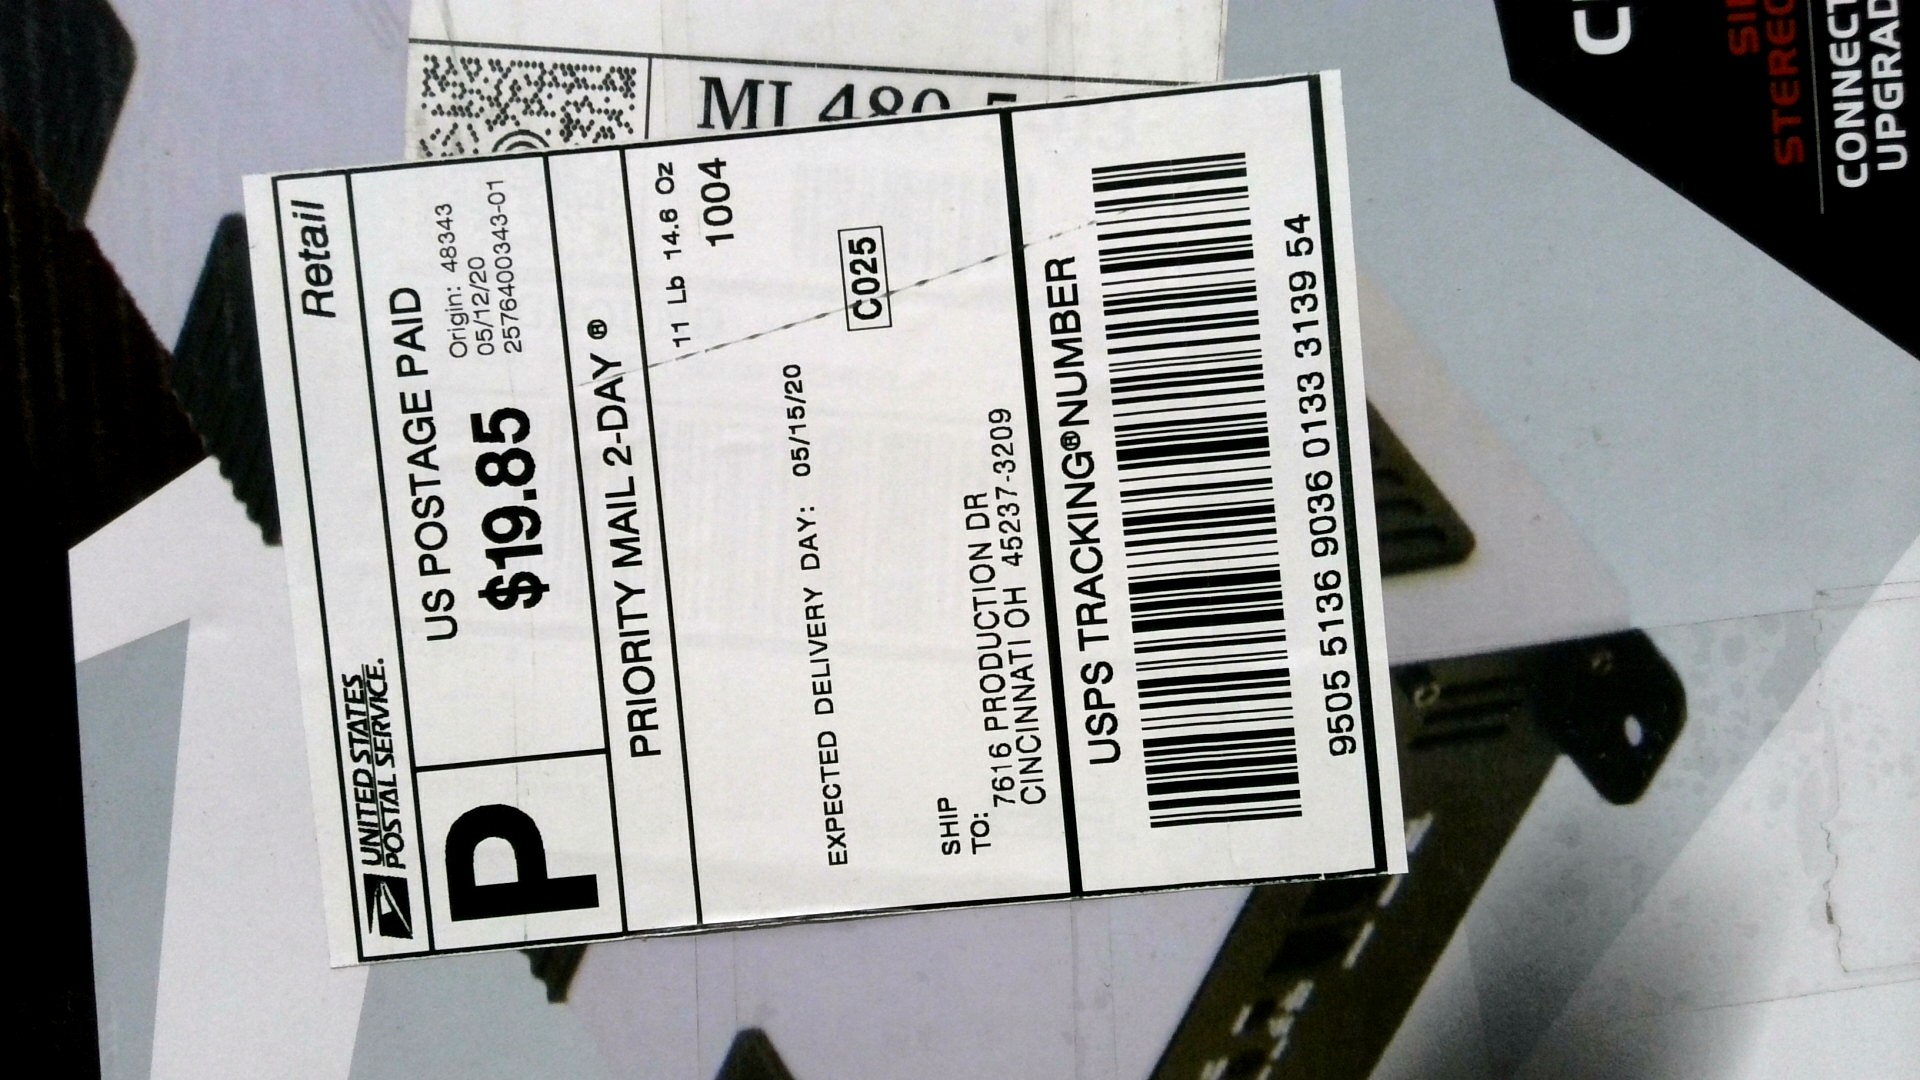 MI 480
Retail
UNITED STATES
POSTAL SERVICE.
P
US POSTAGE PAID
$19.85
Origin: 48343
05/12/20
2576400343-01
PRIORITY MAIL 2-DAY ®
11 Lb 14.6 Oz
1004
EXPECTED DELIVERY DAY: 05/15/20
C025
SHIP
TO:
7616 PRODUCTION DR
CINCINNATI OH 45237-3209
USPS TRACKING® NUMBER
9505 5136 9036 0133 3139 54
CONNECT